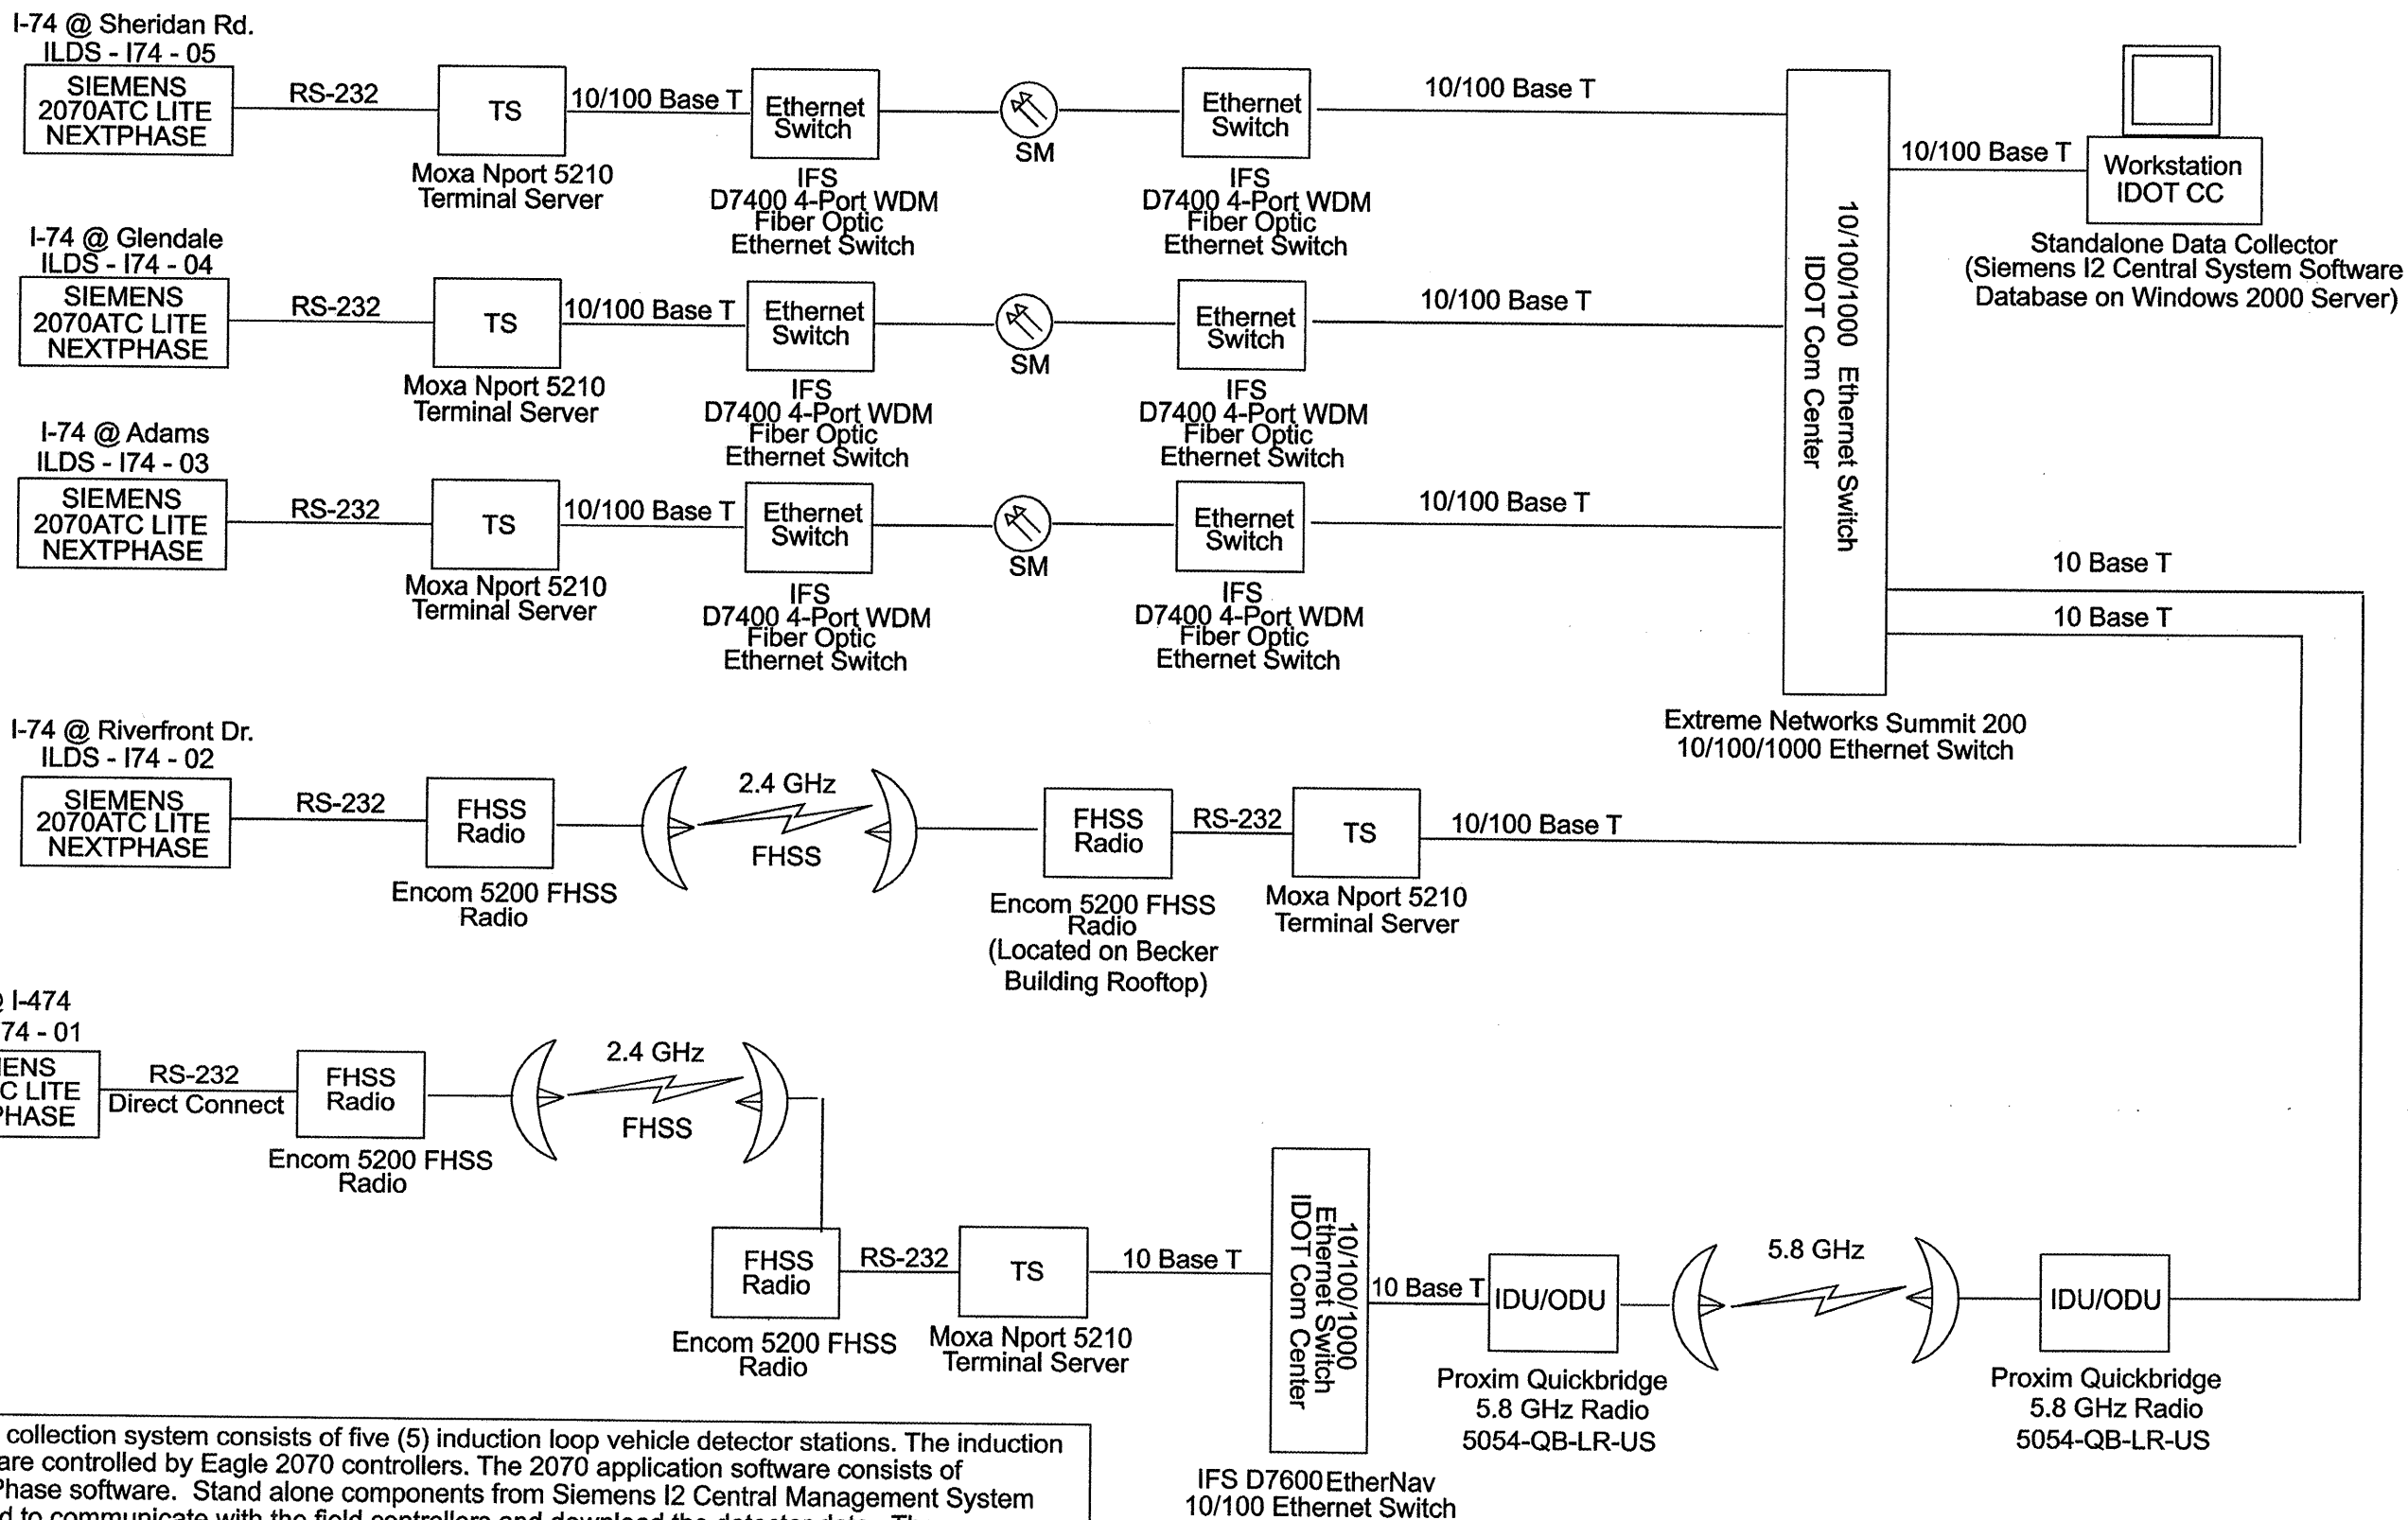 I-74 @ Sheridan Rd.
ILDS - I74 - 05
SIEMENS
2070ATC LITE
NEXTPHASE
RS-232
TS
Moxa Nport 5210
Terminal Server
10/100 Base T
Ethernet
Switch
IFS
D7400 4-Port WDM
Fiber Optic
Ethernet Switch
SM
Ethernet
Switch
IFS
D7400 4-Port WDM
Fiber Optic
Ethernet Switch
10/100 Base T
10/100/1000 Ethernet Switch
IDOT Com Center
Extreme Networks Summit 200
10/100/1000 Ethernet Switch
10/100 Base T
Workstation
IDOT CC
Standalone Data Collector
(Siemens I2 Central System Software
Database on Windows 2000 Server)
I-74 @ Glendale
ILDS - I74 - 04
SIEMENS
2070ATC LITE
NEXTPHASE
RS-232
TS
Moxa Nport 5210
Terminal Server
10/100 Base T
Ethernet
Switch
IFS
D7400 4-Port WDM
Fiber Optic
Ethernet Switch
SM
Ethernet
Switch
IFS
D7400 4-Port WDM
Fiber Optic
Ethernet Switch
10/100 Base T
I-74 @ Adams
ILDS - I74 - 03
SIEMENS
2070ATC LITE
NEXTPHASE
RS-232
TS
Moxa Nport 5210
Terminal Server
10/100 Base T
Ethernet
Switch
IFS
D7400 4-Port WDM
Fiber Optic
Ethernet Switch
SM
Ethernet
Switch
IFS
D7400 4-Port WDM
Fiber Optic
Ethernet Switch
10/100 Base T
10 Base T
10 Base T
I-74 @ Riverfront Dr.
ILDS - I74 - 02
SIEMENS
2070ATC LITE
NEXTPHASE
RS-232
FHSS
Radio
Encom 5200 FHSS
Radio
2.4 GHz
FHSS
FHSS
Radio
Encom 5200 FHSS
Radio
(Located on Becker
Building Rooftop)
RS-232
TS
Moxa Nport 5210
Terminal Server
10/100 Base T
I-474
74 - 01
ENS
C LITE
HASE
RS-232
Direct Connect
FHSS
Radio
Encom 5200 FHSS
Radio
2.4 GHz
FHSS
FHSS
Radio
Encom 5200 FHSS
Radio
RS-232
TS
Moxa Nport 5210
Terminal Server
10 Base T
10/100/1000
Ethernet Switch
IDOT Com Center
IFS D7600 EtherNav
10/100 Ethernet Switch
10 Base T
IDU/ODU
Proxim Quickbridge
5.8 GHz Radio
5054-QB-LR-US
5.8 GHz
IDU/ODU
Proxim Quickbridge
5.8 GHz Radio
5054-QB-LR-US
collection system consists of five (5) induction loop vehicle detector stations. The induction
are controlled by Eagle 2070 controllers. The 2070 application software consists of
Phase software. Stand alone components from Siemens I2 Central Management System
to communicate with the field controllers and download the detector data. The